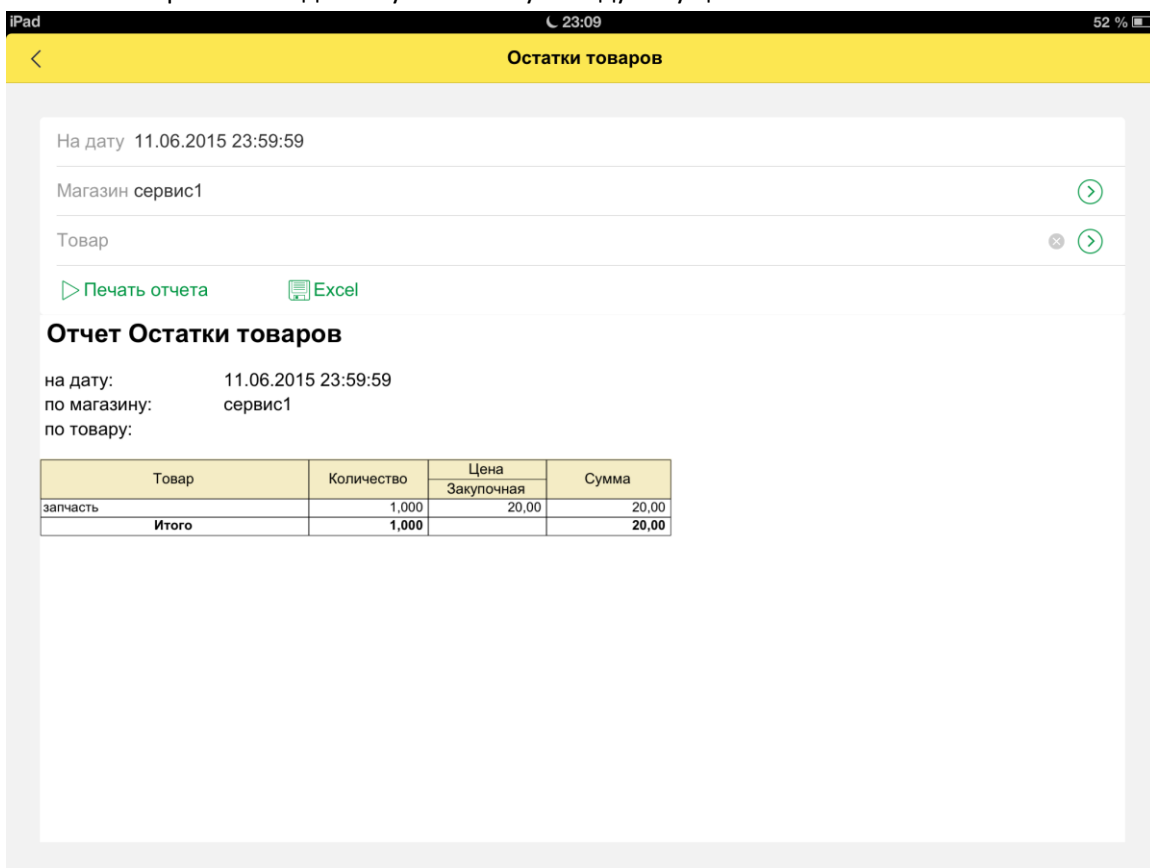 iPad 23:09 52 %
Остатки товаров
На дату 11.06.2015 23:59:59
Магазин сервис1
Товар
Печать отчета Excel
Отчет Остатки товаров
на дату: 11.06.2015 23:59:59
по магазину: сервис1
по товару:
Товар Количество Цена Сумма
Закупочная
запчасть 1,000 20,00 20,00
Итого 1,000 20,00